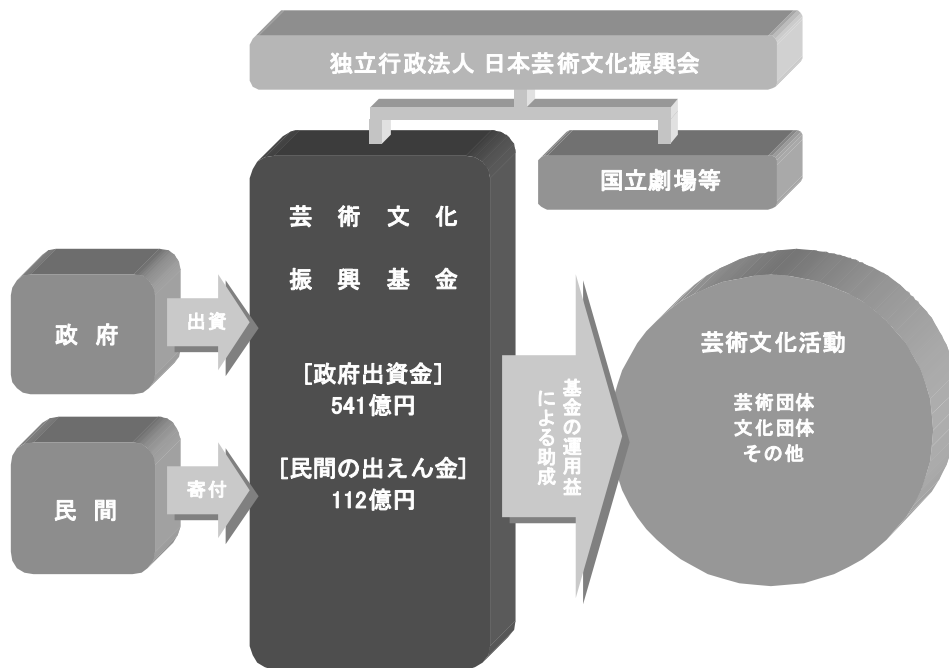 独立行政法人 日本芸術文化振興会
国立劇場等
芸術文化
振興基金
[政府出資金]
541億円
[民間の出えん金]
112億円
政府
出資
民間
寄付
基金の運用益
による助成
芸術文化活動
芸術団体
文化団体
その他